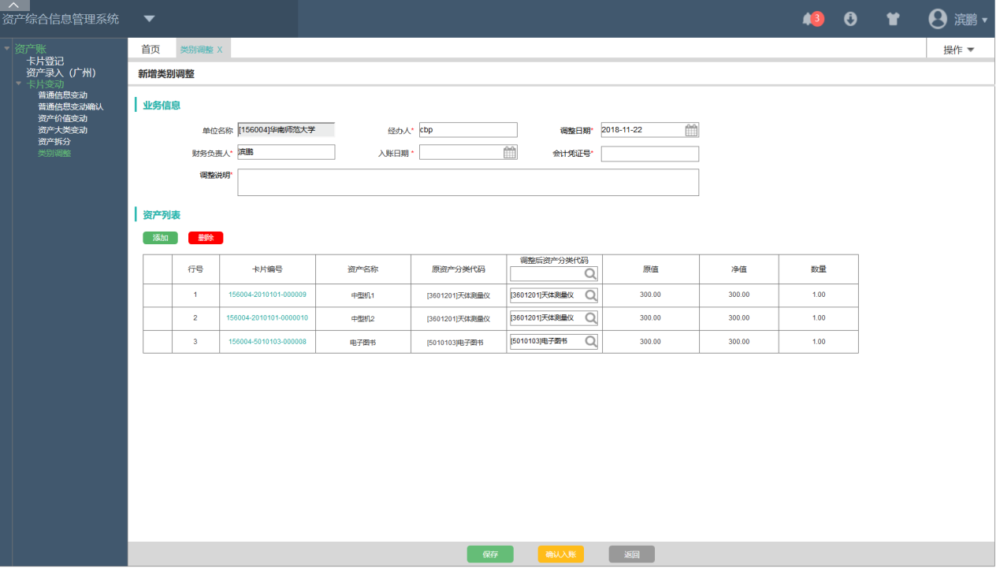 资产综合信息管理系统
3
滨鹏
资产账
卡片登记
资产录入（广州）
卡片变动
普通信息变动
普通信息变动确认
资产价值变动
资产大类变动
资产拆分
类别调整
首页
类别调整 X
操作
新增类别调整
业务信息
单位名称 [156004]华南师范大学 经办人* cbp 调整日期* 2018-11-22
财务负责人* 滨鹏 入账日期 * 会计凭证号*
调整说明*
资产列表
添加 删除
行号 卡片编号 资产名称 原资产分类代码 调整后资产分类代码 原值 净值 数量
1 156004-2010101-000009 中型机1 [3601201]天体测量仪 [3601201]天体测量仪 300.00 300.00 1.00
2 156004-2010101-0000010 中型机2 [3601201]天体测量仪 [3601201]天体测量仪 300.00 300.00 1.00
3 156004-5010103-000008 电子图书 [5010103]电子图书 [5010103]电子图书 300.00 300.00 1.00
保存 确认入账 返回